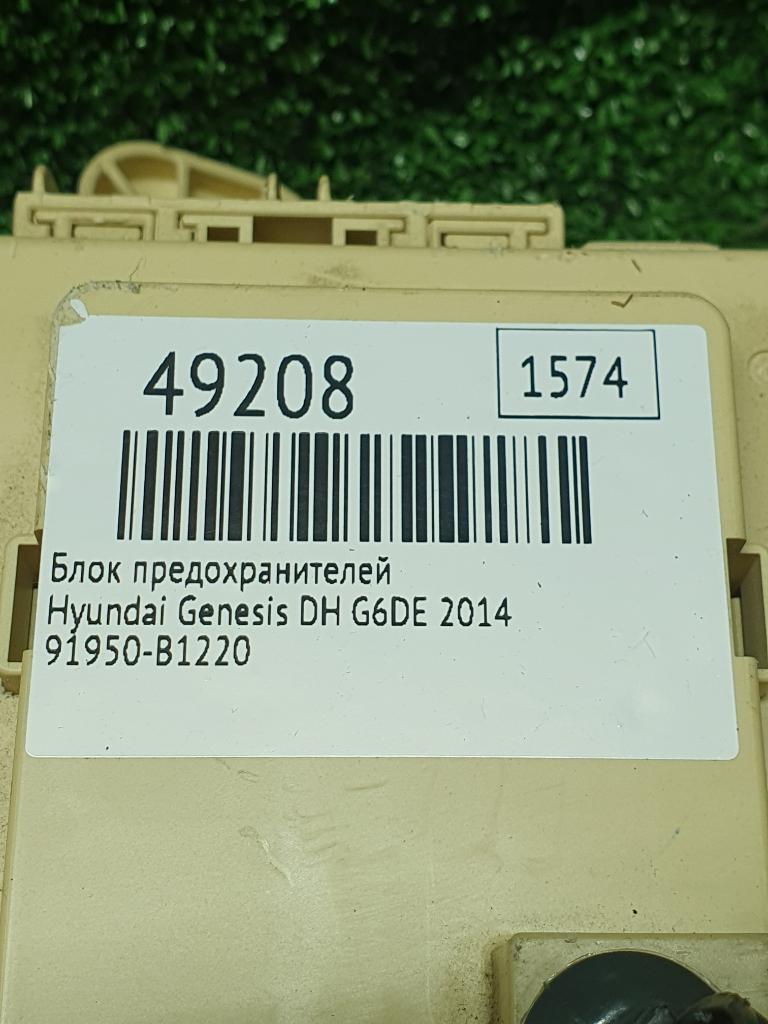 49208
1574
Блок предохранителей
Hyundai Genesis DH G6DE 2014
91950-B1220